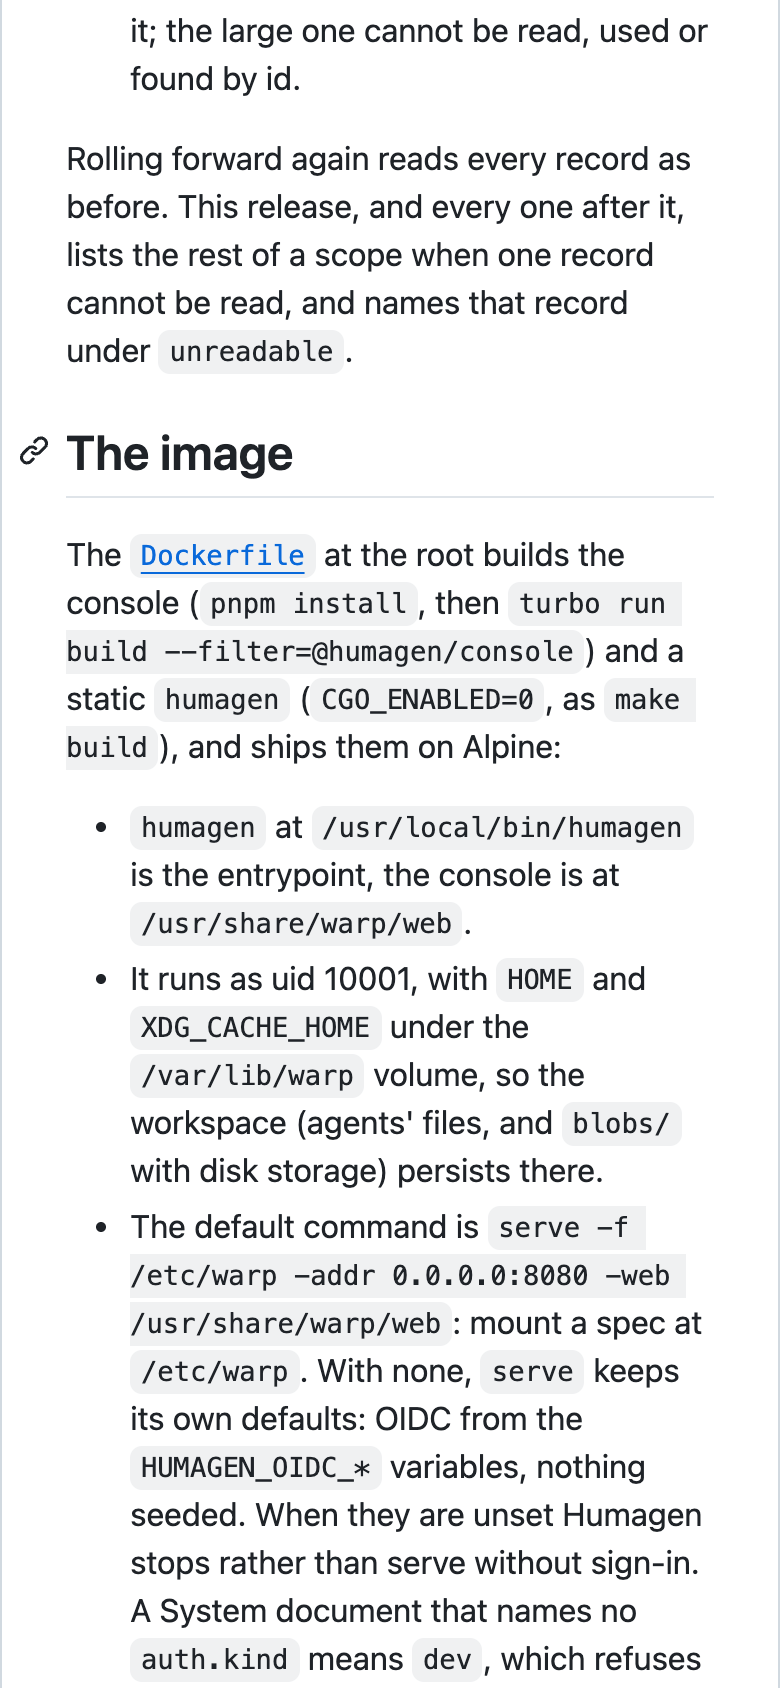 it; the large one cannot be read, used or
found by id.
Rolling forward again reads every record as
before. This release, and every one after it,
lists the rest of a scope when one record
cannot be read, and names that record
under unreadable.
The image
The Dockerfile at the root builds the
console (pnpm install, then turbo run
build --filter=@humagen/console) and a
static humagen (CGO_ENABLED=0, as make
build), and ships them on Alpine:
• humagen at /usr/local/bin/humagen
is the entrypoint, the console is at
/usr/share/warp/web.
• It runs as uid 10001, with HOME and
XDG_CACHE_HOME under the
/var/lib/warp volume, so the
workspace (agents' files, and blobs/
with disk storage) persists there.
• The default command is serve -f
/etc/warp -addr 0.0.0.0:8080 -web
/usr/share/warp/web: mount a spec at
/etc/warp. With none, serve keeps
its own defaults: OIDC from the
HUMAGEN_OIDC_* variables, nothing
seeded. When they are unset Humagen
stops rather than serve without sign-in.
A System document that names no
auth.kind means dev, which refuses